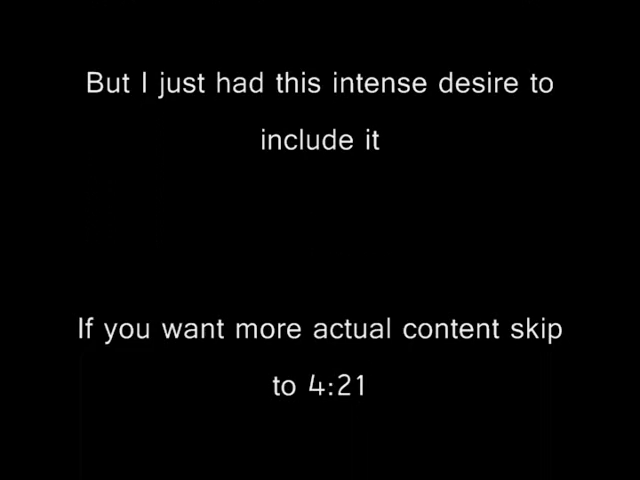 But I just had this intense desire to
include it
If you want more actual content skip
to 4:21